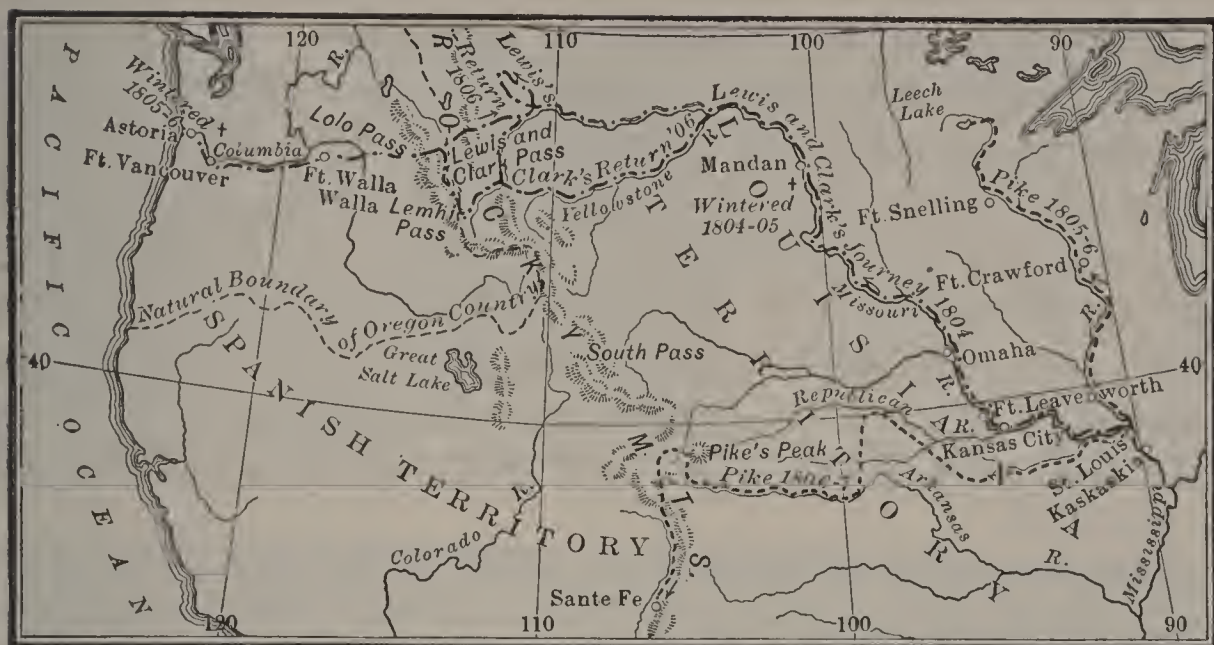 120
110
100
90
PACIFIC OCEAN
Wintered
1805-6
Astoria
Ft. Vancouver
Columbia
R.
Lolo Pass
Ft. Walla
Walla
Lemhi
Pass
Return
1806
Lewis's
Lewis and
Clark Pass
Clark's Return '06
Yellowstone
R.
Lewis and Clark's Journey 1804
Mandan
Wintered
1804-05
Missouri
R.
Leech
Lake
Pike 1805-6
Ft. Snelling
Ft. Crawford
R.
Omaha
ROCKY MTS
LOUISIANA
TERRITORY
Natural Boundary
of Oregon Country
SPANISH TERRITORY
Great
Salt Lake
South Pass
40
40
Republican
R.
Ft. Leavenworth
Kansas City
St. Louis
Kaskaski
Pike's Peak
Arkansas
R.
Colorado
R.
Sante Fe
Mississippi
120
110
100
90